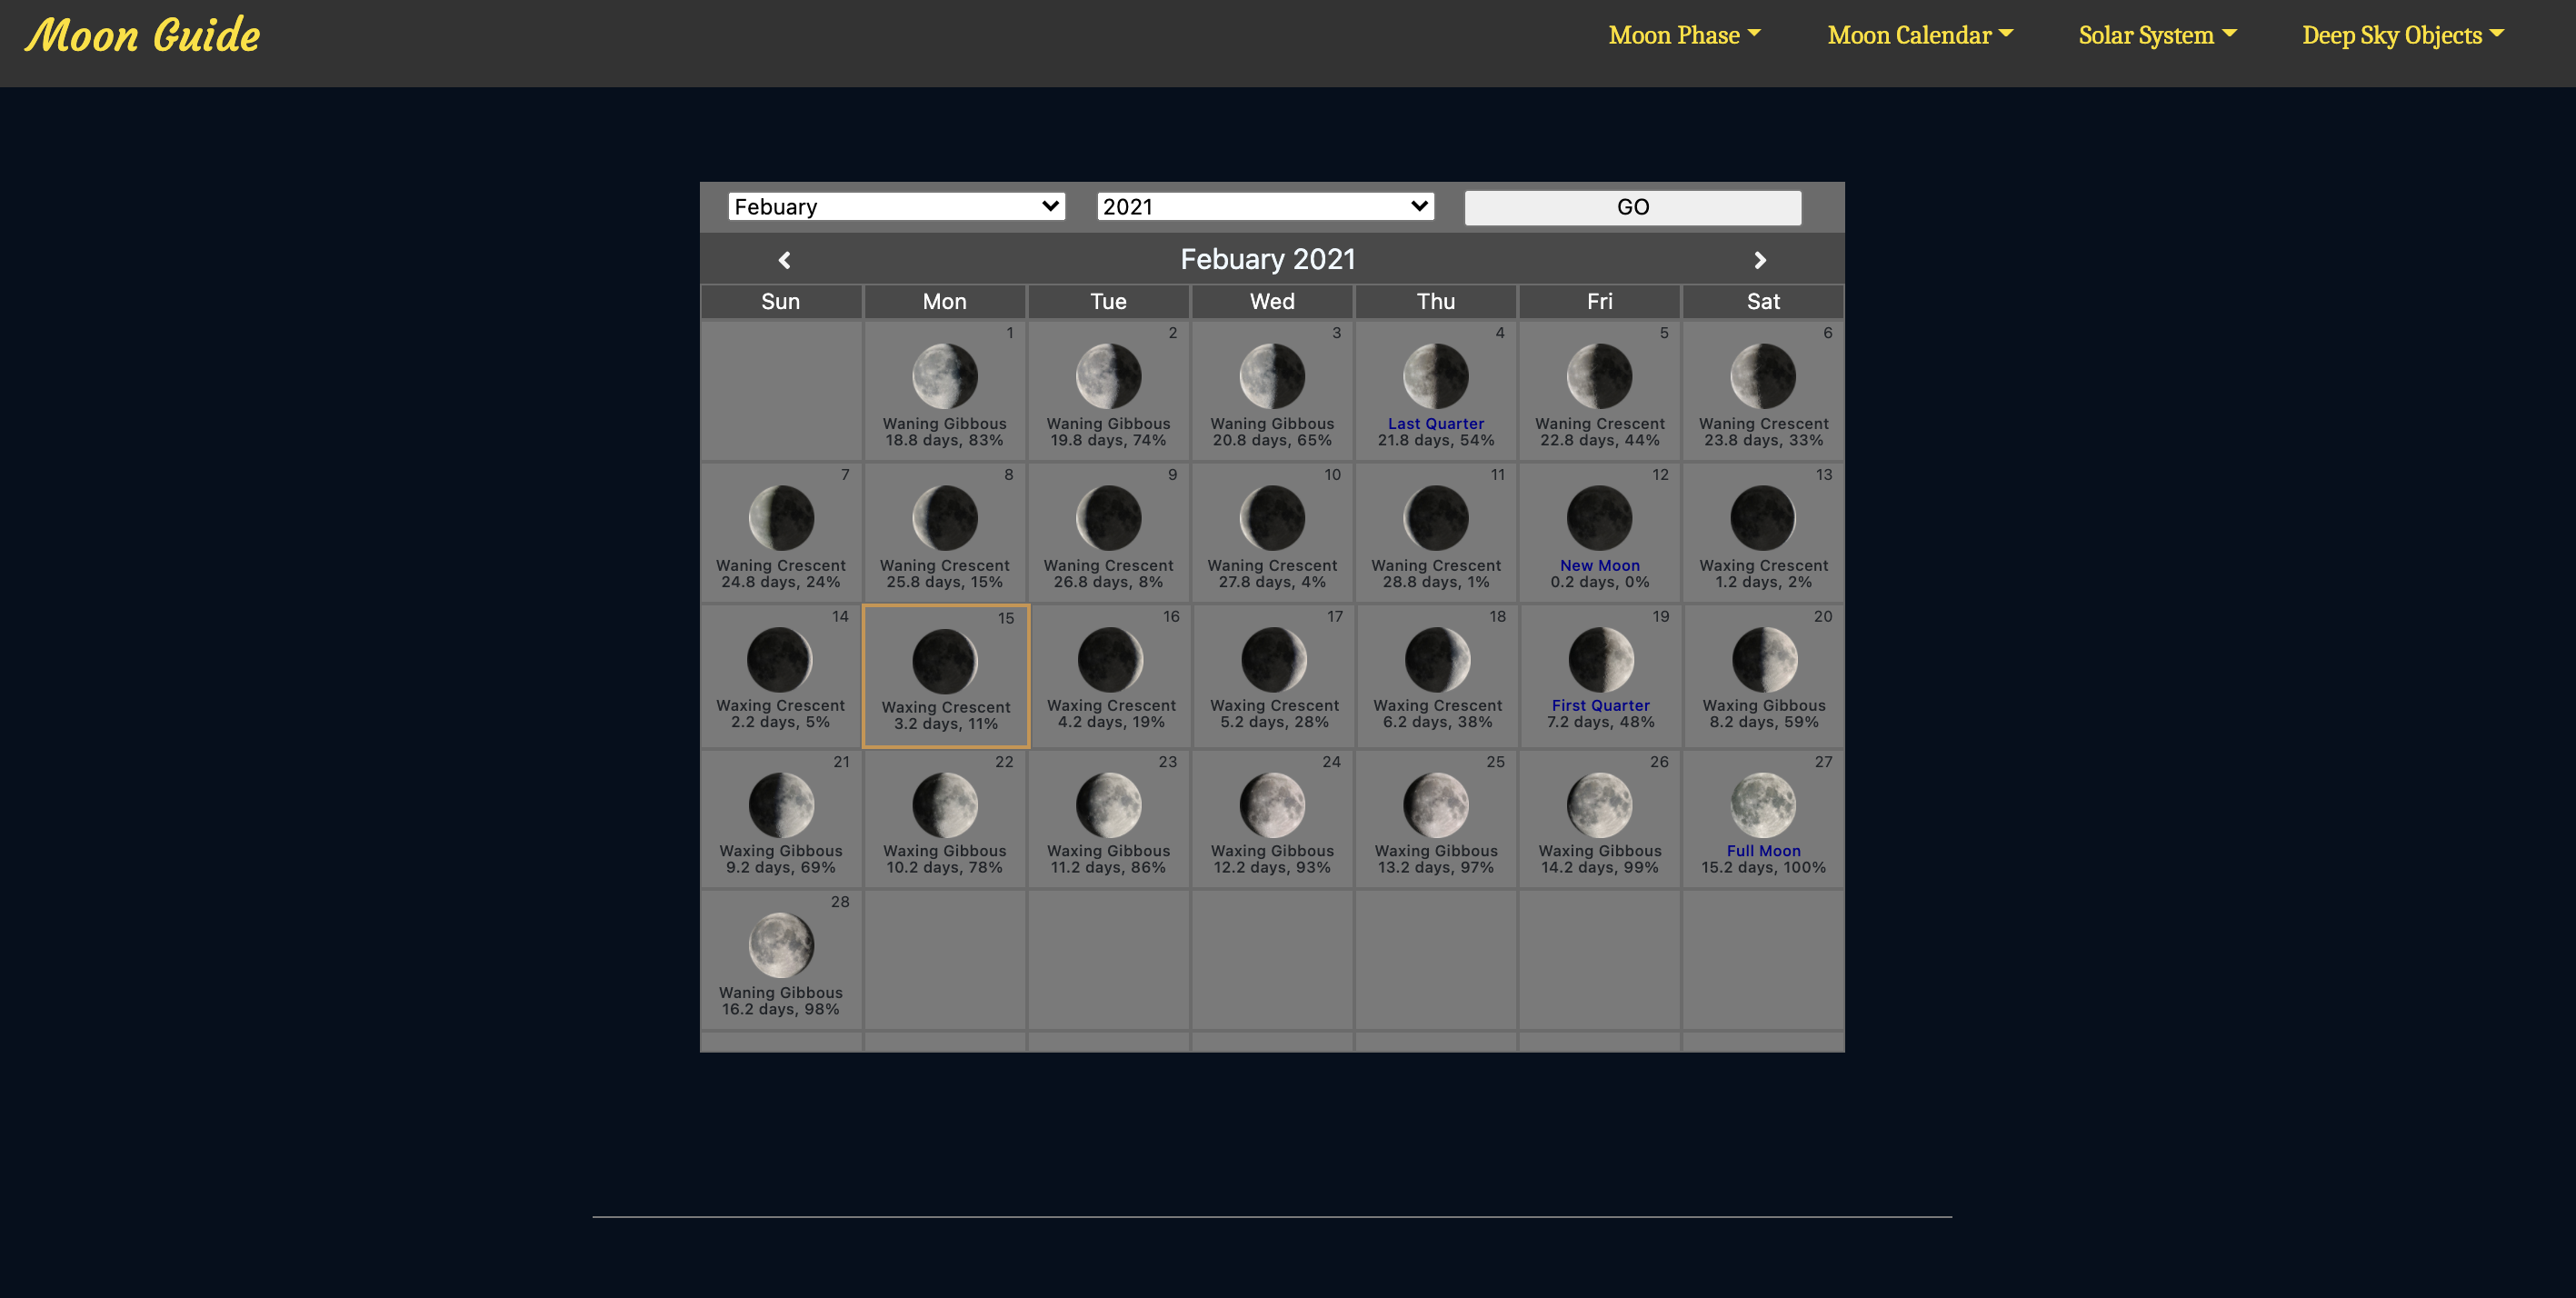 Moon Guide
Moon Phase
Moon Calendar
Solar System
Deep Sky Objects
Febuary
2021
GO
Febuary 2021
Sun Mon Tue Wed Thu Fri Sat
1
Waning Gibbous
18.8 days, 83%
2
Waning Gibbous
19.8 days, 74%
3
Waning Gibbous
20.8 days, 65%
4
Last Quarter
21.8 days, 54%
5
Waning Crescent
22.8 days, 44%
6
Waning Crescent
23.8 days, 33%
7
Waning Crescent
24.8 days, 24%
8
Waning Crescent
25.8 days, 15%
9
Waning Crescent
26.8 days, 8%
10
Waning Crescent
27.8 days, 4%
11
Waning Crescent
28.8 days, 1%
12
New Moon
0.2 days, 0%
13
Waxing Crescent
1.2 days, 2%
14
Waxing Crescent
2.2 days, 5%
15
Waxing Crescent
3.2 days, 11%
16
Waxing Crescent
4.2 days, 19%
17
Waxing Crescent
5.2 days, 28%
18
Waxing Crescent
6.2 days, 38%
19
First Quarter
7.2 days, 48%
20
Waxing Gibbous
8.2 days, 59%
21
Waxing Gibbous
9.2 days, 69%
22
Waxing Gibbous
10.2 days, 78%
23
Waxing Gibbous
11.2 days, 86%
24
Waxing Gibbous
12.2 days, 93%
25
Waxing Gibbous
13.2 days, 97%
26
Waxing Gibbous
14.2 days, 99%
27
Full Moon
15.2 days, 100%
28
Waning Gibbous
16.2 days, 98%